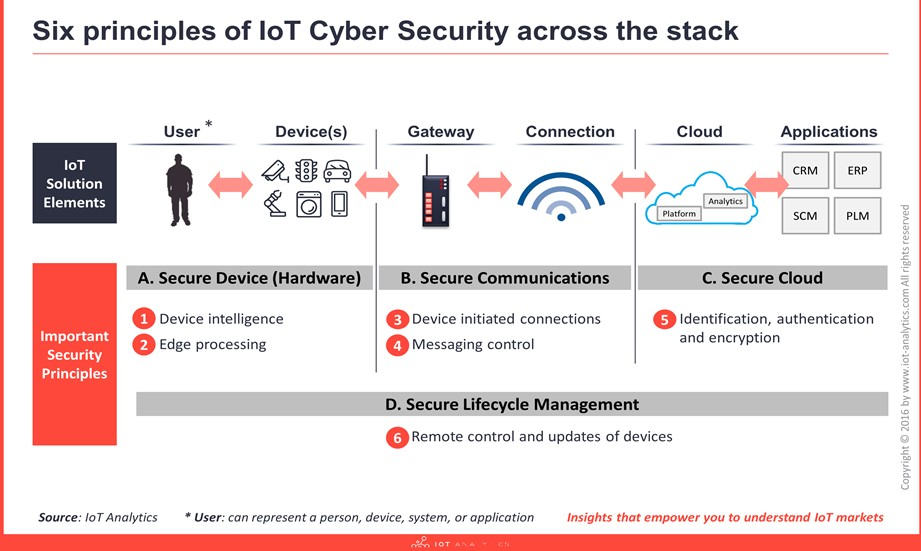 Six principles of IoT Cyber Security across the stack
User * Device(s) Gateway Connection Cloud Applications
IoT
Solution
Elements
CRM ERP
Analytics
Platform
SCM PLM
A. Secure Device (Hardware) B. Secure Communications C. Secure Cloud
Important
Security
Principles
1 Device intelligence
2 Edge processing
3 Device initiated connections
4 Messaging control
5 Identification, authentication
and encryption
D. Secure Lifecycle Management
6 Remote control and updates of devices
Copyright © 2016 by www.iot-analytics.com All rights reserved
Source: IoT Analytics * User: can represent a person, device, system, or application Insights that empower you to understand IoT markets
IOT